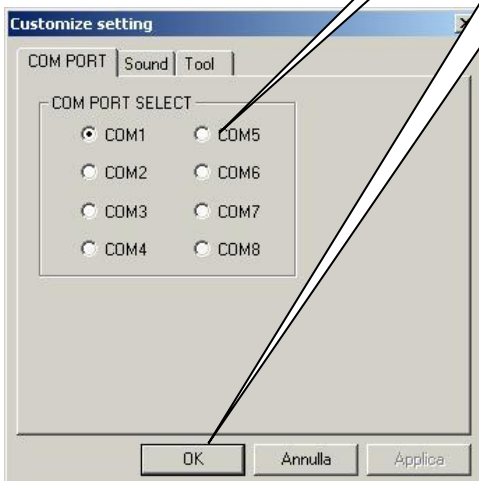 Customize setting
COM PORT Sound Tool
COM PORT SELECT
COM1 COM5
COM2 COM6
COM3 COM7
COM4 COM8
OK Annulla Applica